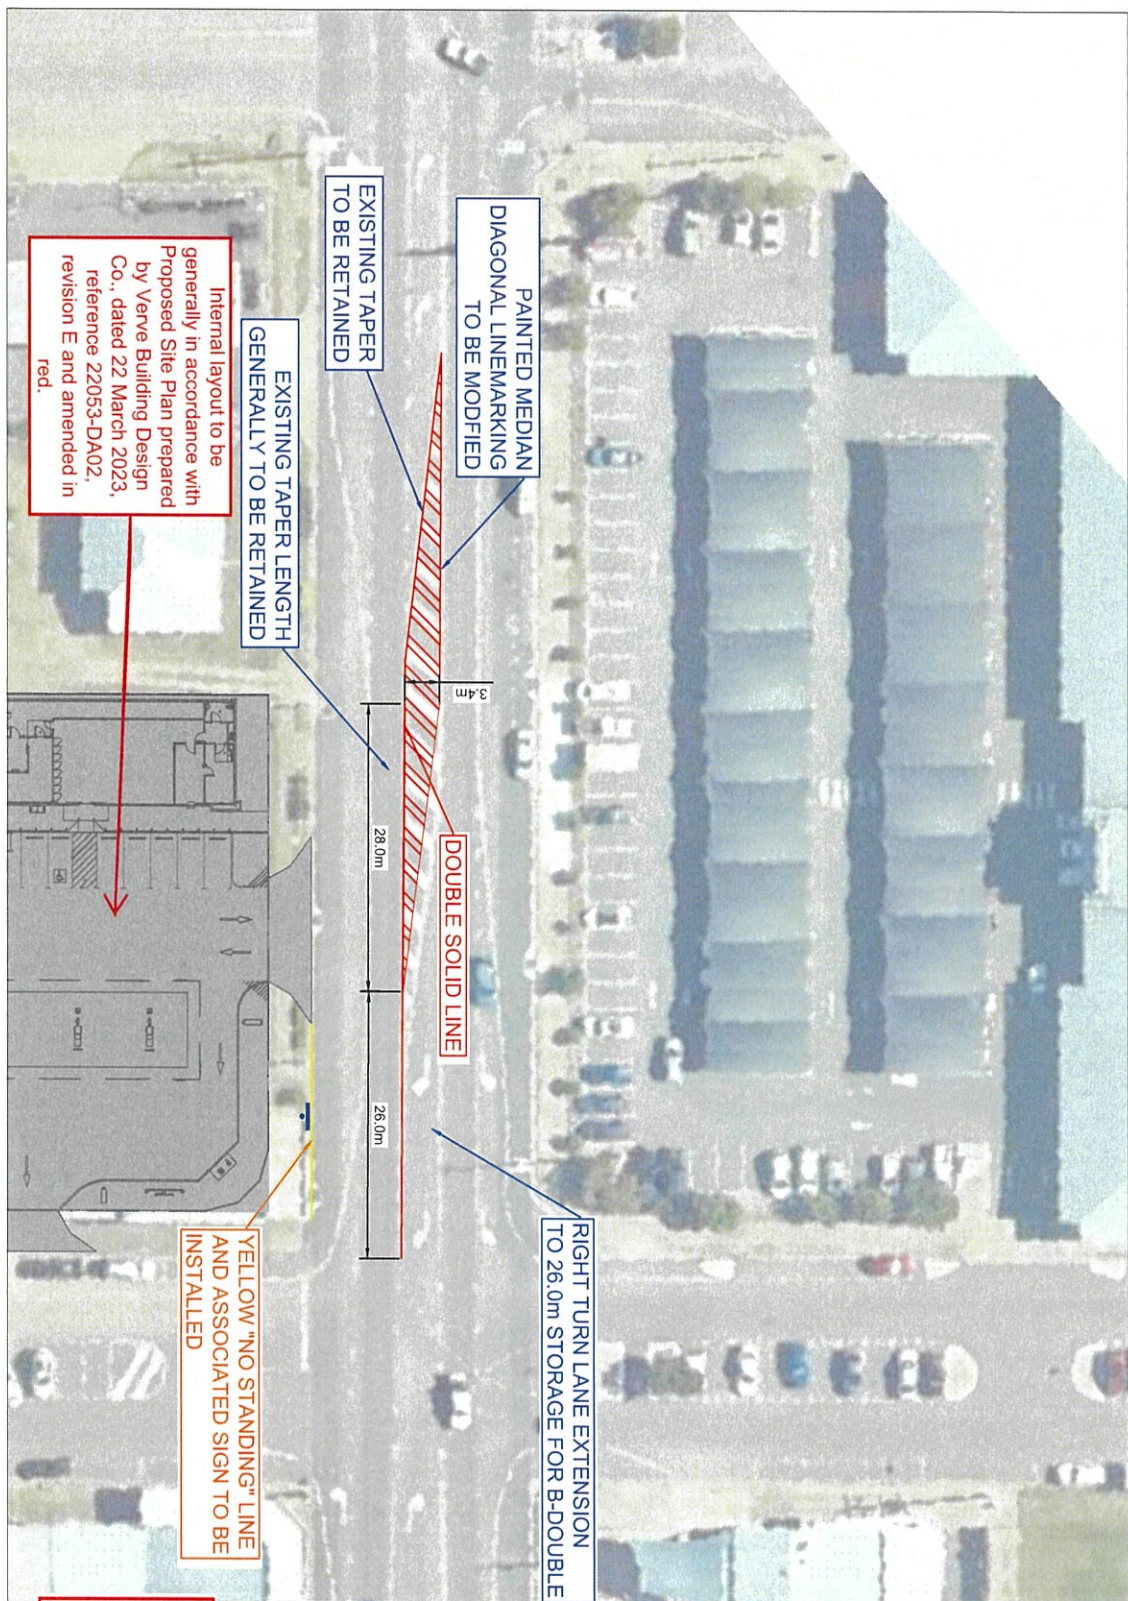 PAINTED MEDIAN
DIAGONAL LINEMARKING
TO BE MODFIED
EXISTING TAPER
TO BE RETAINED
EXISTING TAPER LENGTH
GENERALLY TO BE RETAINED
Internal layout to be
generally in accordance with
Proposed Site Plan prepared
by Verve Building Design
Co., dated 22 March 2023,
reference 22053-DA02,
revision E and amended in
red.
3.4m
DOUBLE SOLID LINE
28.0m
26.0m
RIGHT TURN LANE EXTENSION
TO 26.0m STORAGE FOR B-DOUBLE
YELLOW "NO STANDING" LINE
AND ASSOCIATED SIGN TO BE
INSTALLED